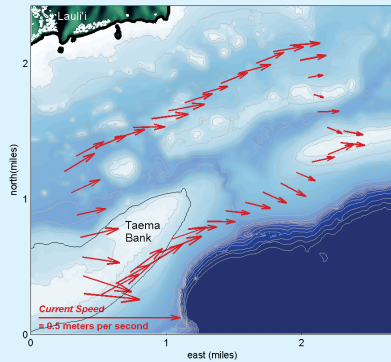 Lauli'i
2
north(miles)
1
Taema
Bank
Current Speed
= 0.5 meters per second
0
0
1
2
east (miles)